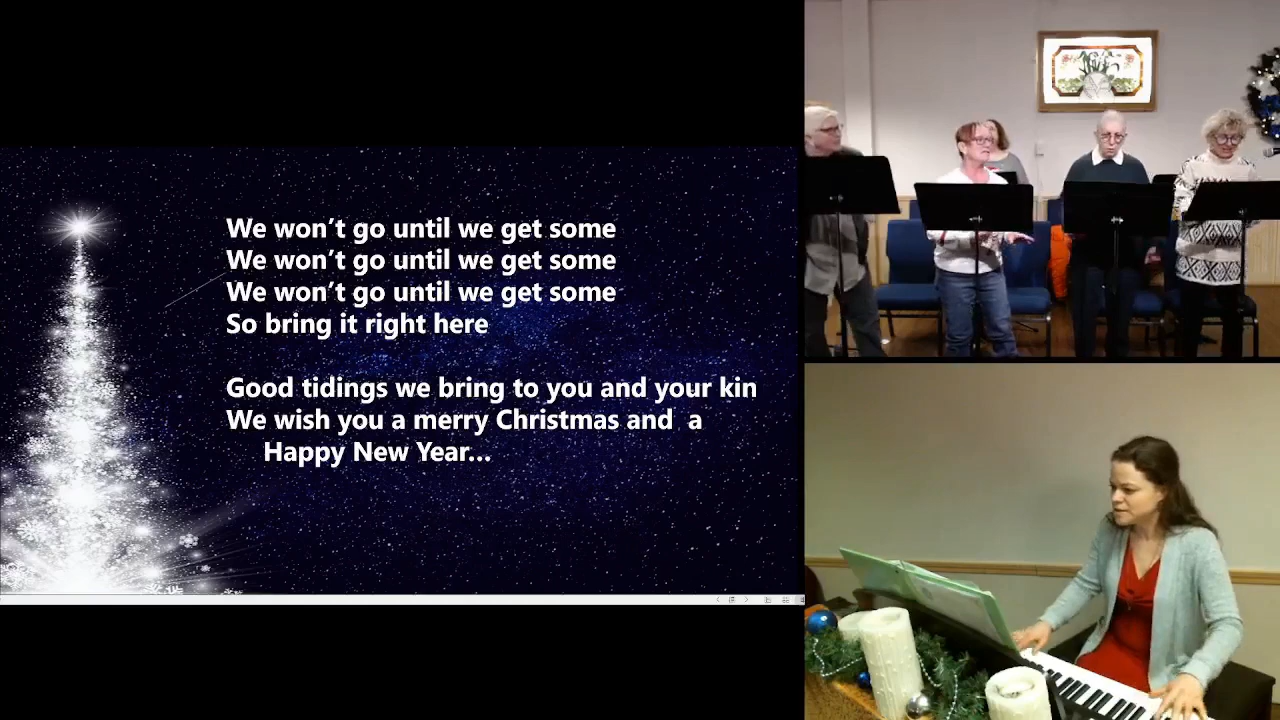 We won’t go until we get some
We won’t go until we get some
We won’t go until we get some
So bring it right here
Good tidings we bring to you and your kin
We wish you a merry Christmas and a
Happy New Year...